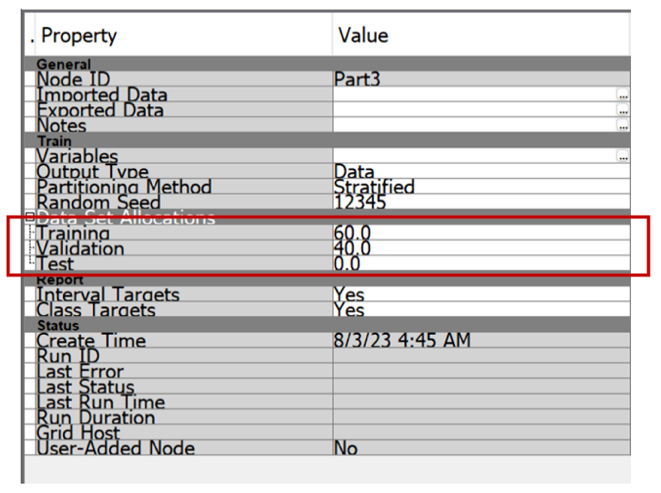 . Property Value
General
Node ID Part3
Imported Data ...
Exported Data ...
Notes ...
Train
Variables ...
Output Type Data
Partitioning Method Stratified
Random Seed 12345
Data Set Allocations
Training 60.0
Validation 40.0
Test 0.0
Report
Interval Targets Yes
Class Targets Yes
Status
Create Time 8/3/23 4:45 AM
Run ID
Last Error
Last Status
Last Run Time
Run Duration
Grid Host
User-Added Node No